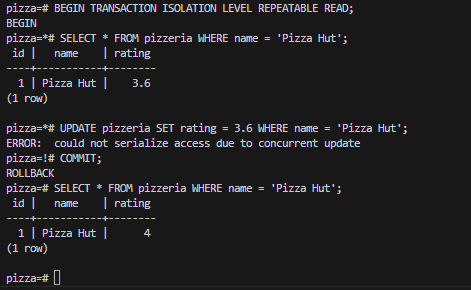 pizza=# BEGIN TRANSACTION ISOLATION LEVEL REPEATABLE READ;
BEGIN
pizza=*# SELECT * FROM pizzeria WHERE name = 'Pizza Hut';
 id |   name    | rating
----+-----------+--------
  1 | Pizza Hut |    3.6
(1 row)

pizza=*# UPDATE pizzeria SET rating = 3.6 WHERE name = 'Pizza Hut';
ERROR:  could not serialize access due to concurrent update
pizza=!# COMMIT;
ROLLBACK
pizza=# SELECT * FROM pizzeria WHERE name = 'Pizza Hut';
 id |   name    | rating
----+-----------+--------
  1 | Pizza Hut |      4
(1 row)

pizza=#